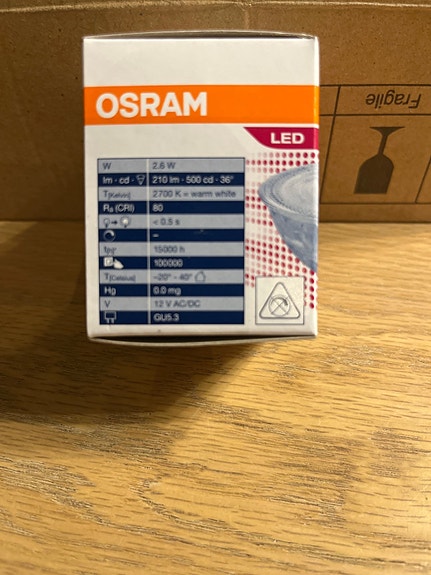 OSRAM
Fragile
LED
W 2.6 W
lm · cd · 210 lm · 500 cd · 36°
T[Kelvin] 2700 K = warm white
Ra (CRI) 80
< 0.5 s
–
15000 h
100000
T[Celsius] –20° - 40°
Hg 0.0 mg
V 12 V AC/DC
GU5.3